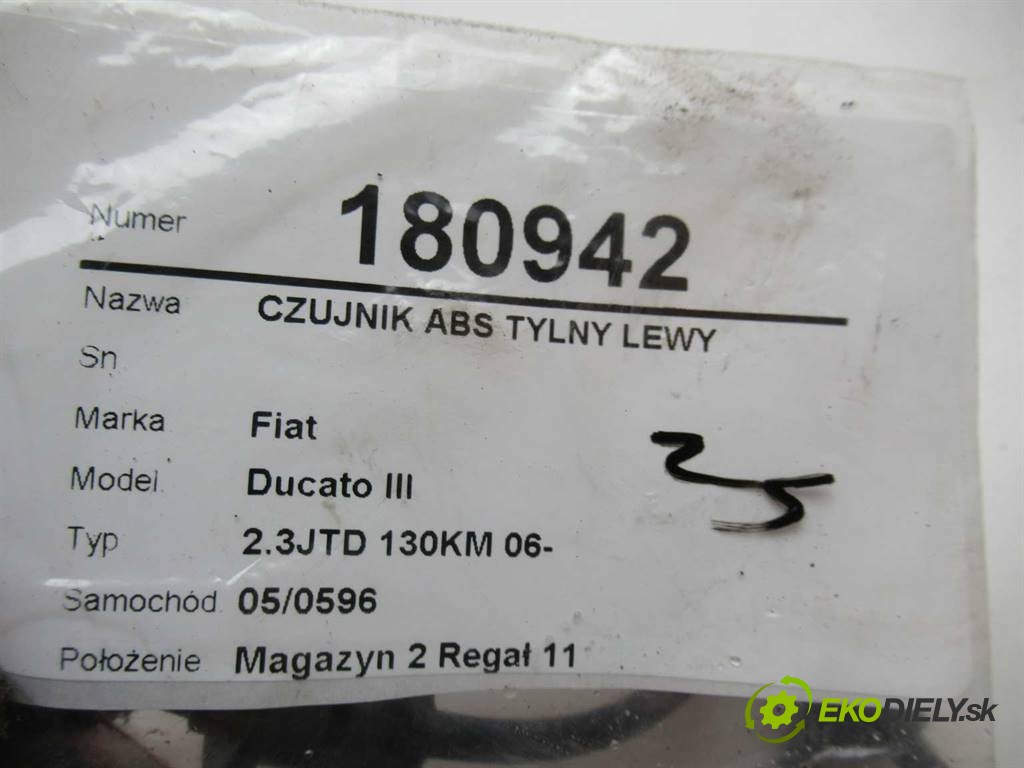 Numer 180942
Nazwa CZUJNIK ABS TYLNY LEWY
Sn
Marka Fiat
Model Ducato III
Typ 2.3JTD 130KM 06-
25
Samochód 05/0596
Położenie Magazyn 2 Regał 11
EKODIELY.sk